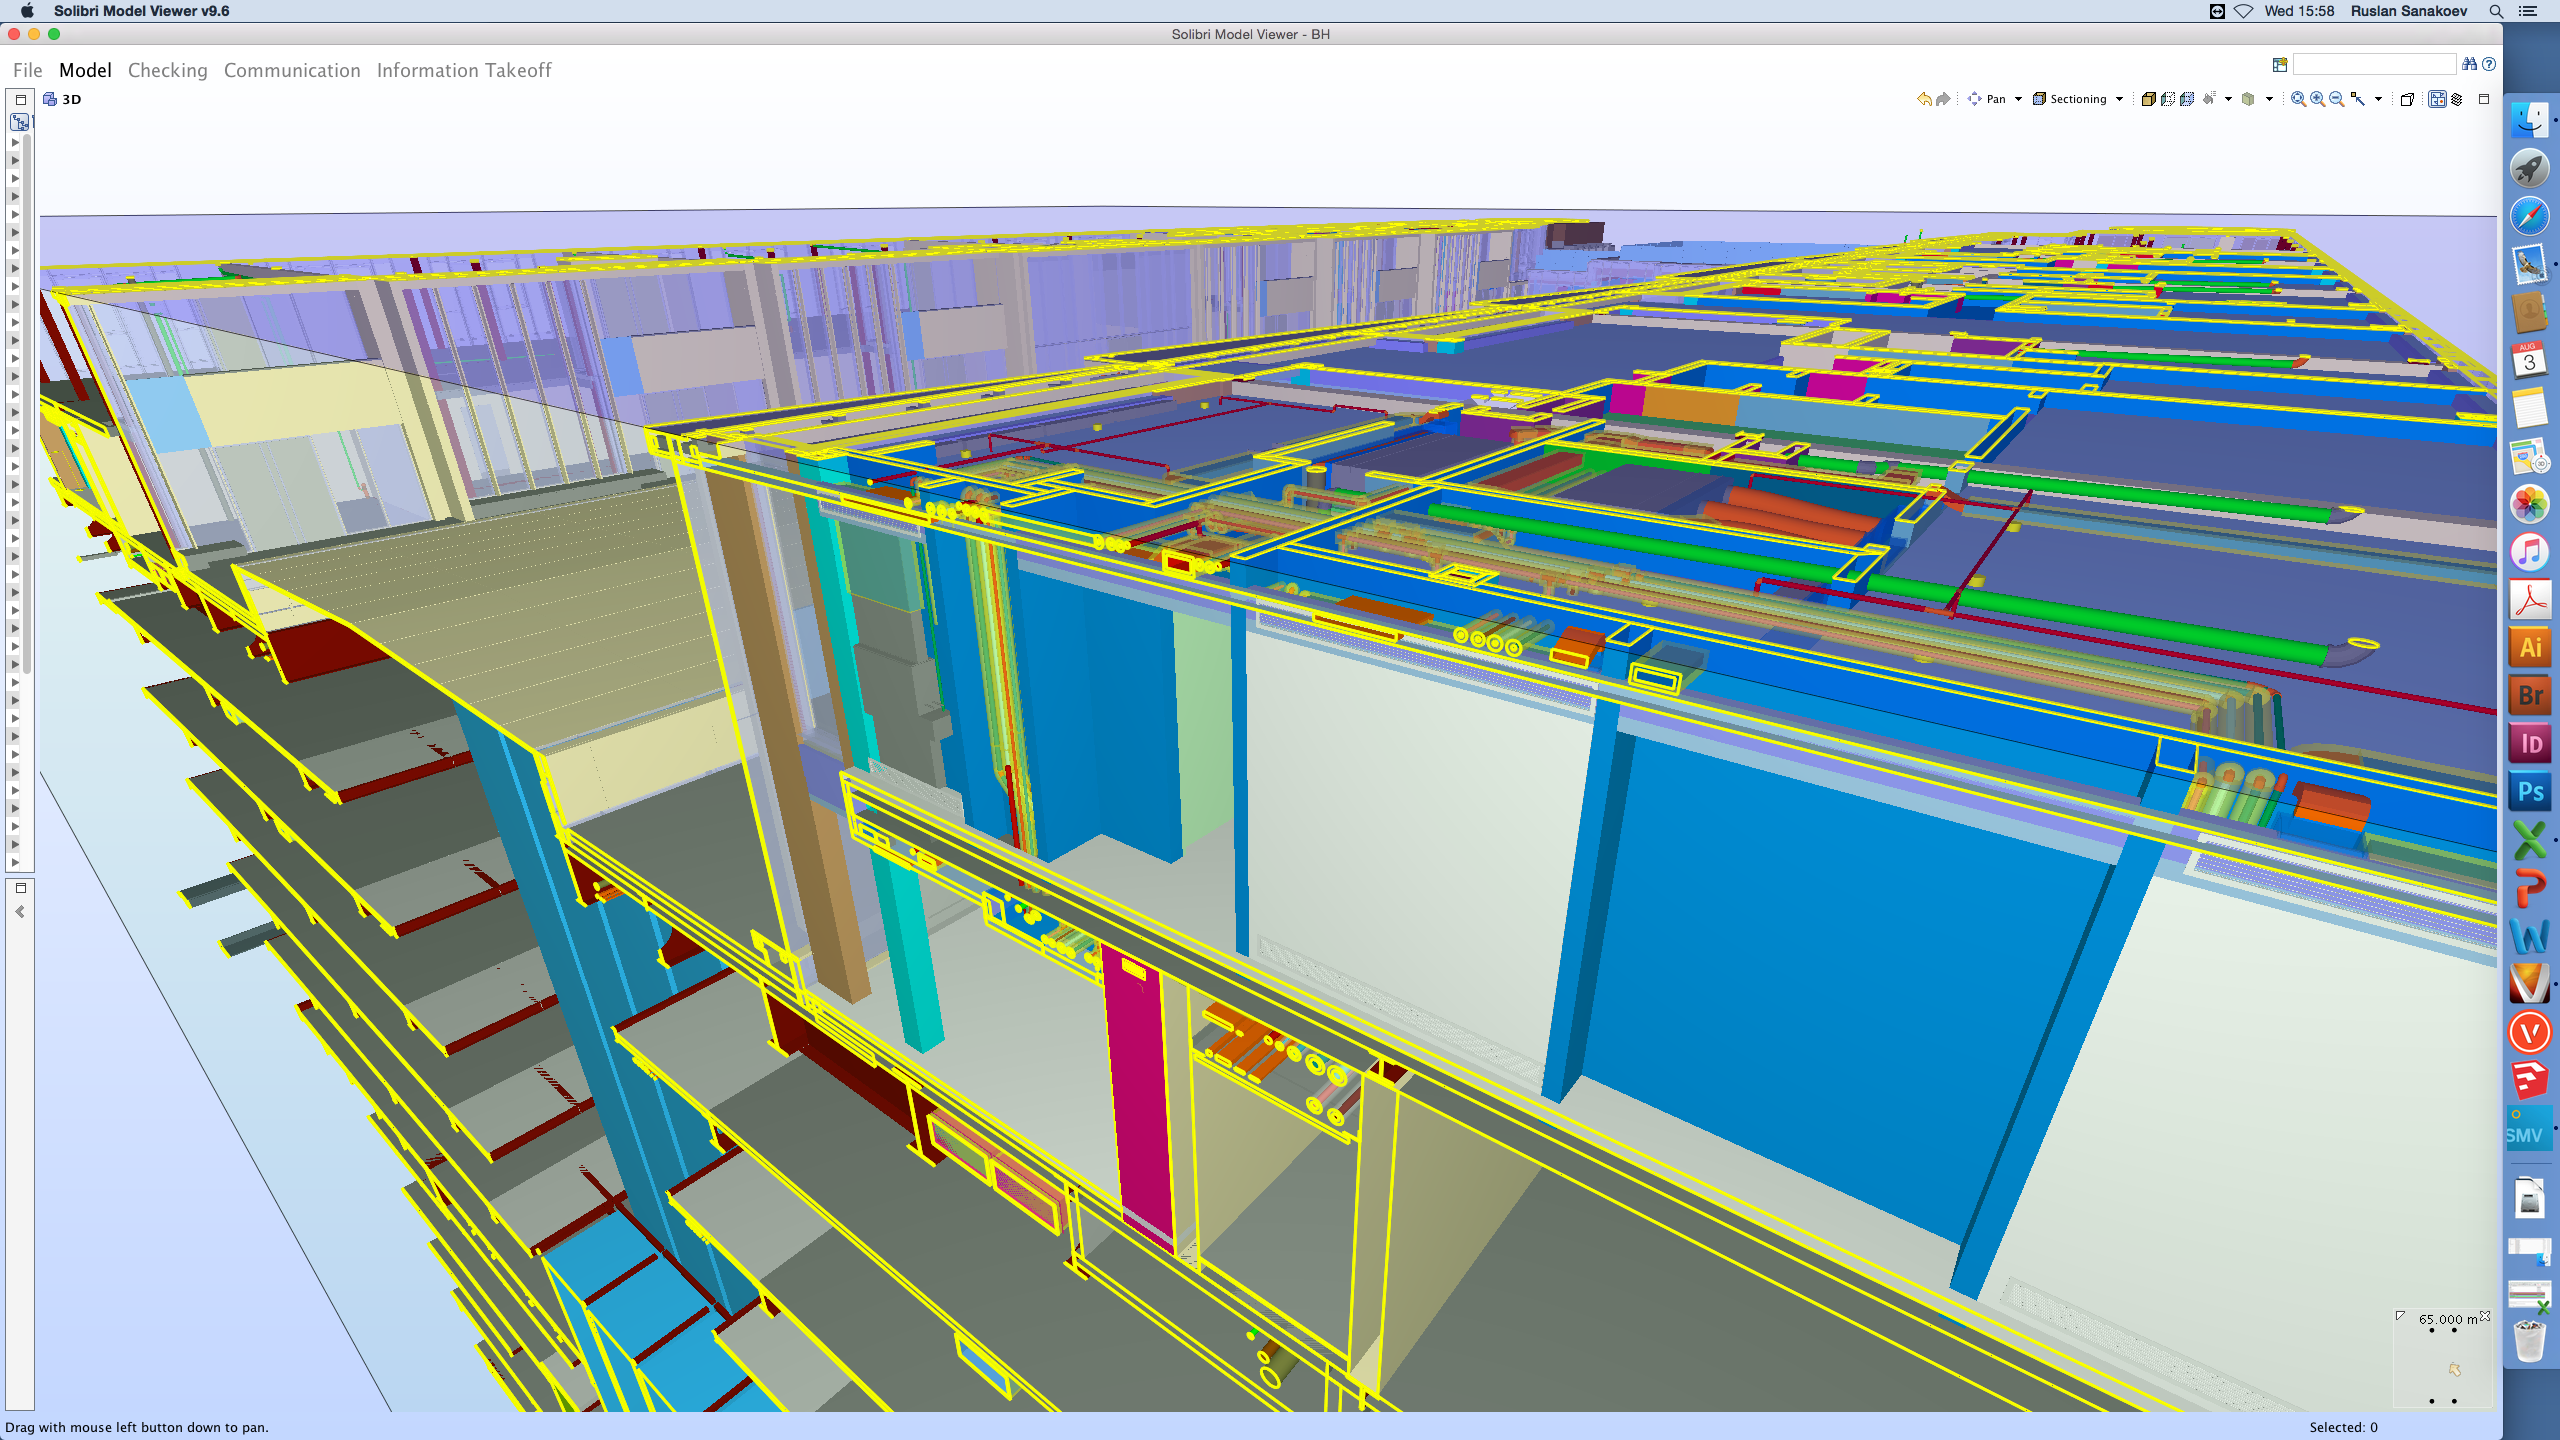 Solibri Model Viewer v9.6
Wed 15:58 Ruslan Sanakoev
Solibri Model Viewer - BH
File Model Checking Communication Information Takeoff
3D
Pan
Sectioning
AUG
3
Ai
Br
Id
Ps
SMV
65.000 m
Drag with mouse left button down to pan.
Selected: 0